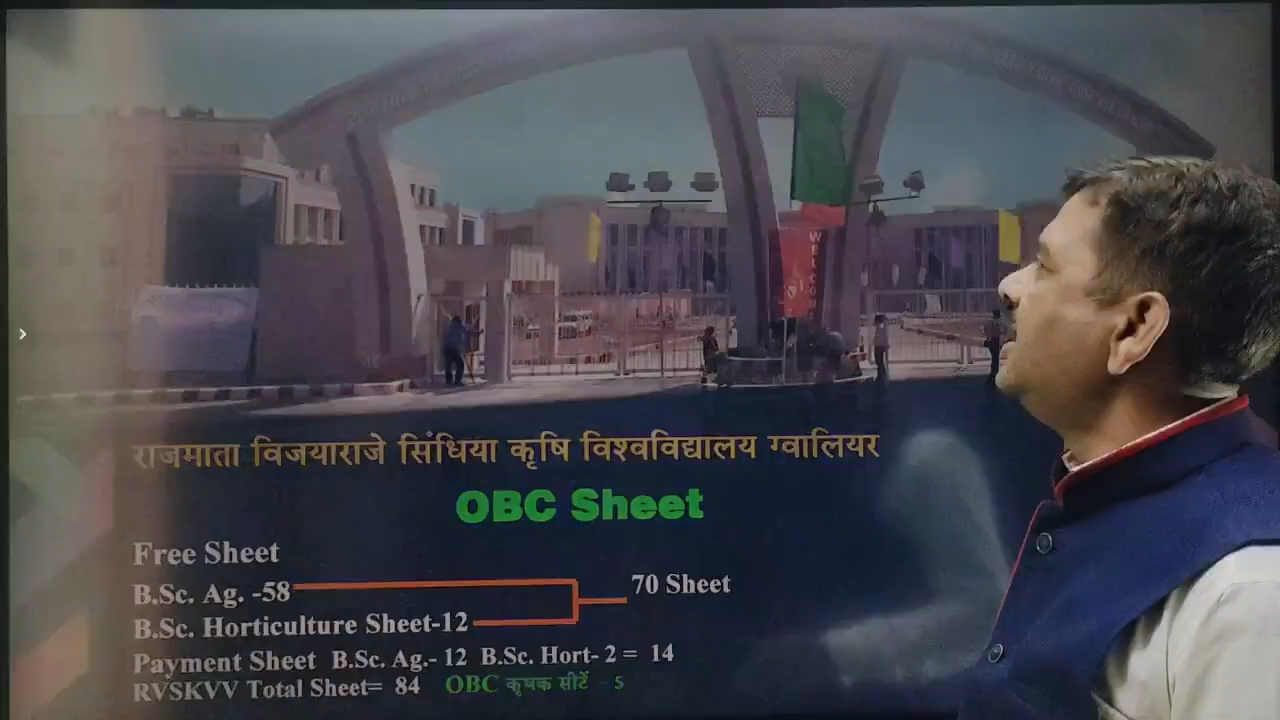 WELCOM
राजमाता विजयाराजे सिंधिया कृषि विश्वविद्यालय ग्वालियर
OBC Sheet
Free Sheet
B.Sc. Ag. -58
70 Sheet
B.Sc. Horticulture Sheet-12
Payment Sheet B.Sc. Ag.- 12 B.Sc. Hort- 2 = 14
RVSKVV Total Sheet= 84 OBC कृषक सीटें - 5